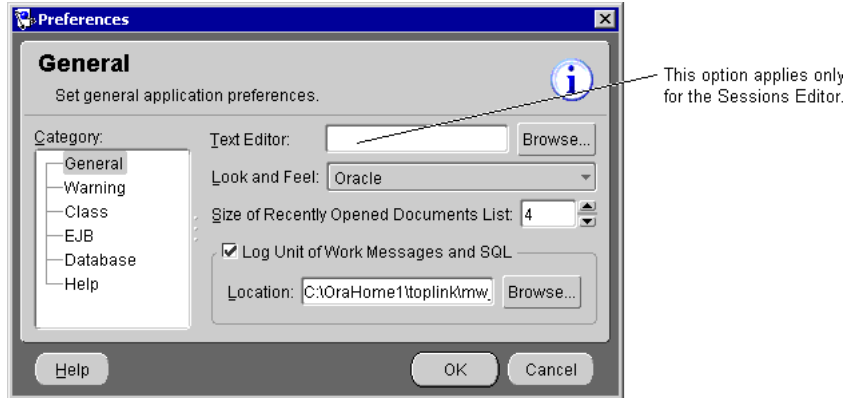 Preferences
General
Set general application preferences.
This option applies only
for the Sessions Editor.
Category:
General
Warning
Class
EJB
Database
Help
Text Editor:
Browse...
Look and Feel: Oracle
Size of Recently Opened Documents List: 4
Log Unit of Work Messages and SQL
Location: C:\OraHome1\toplink\mw_ Browse...
Help
OK
Cancel